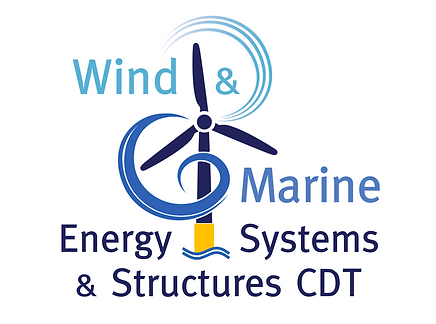 Wind &
Marine
Energy Systems
& Structures CDT